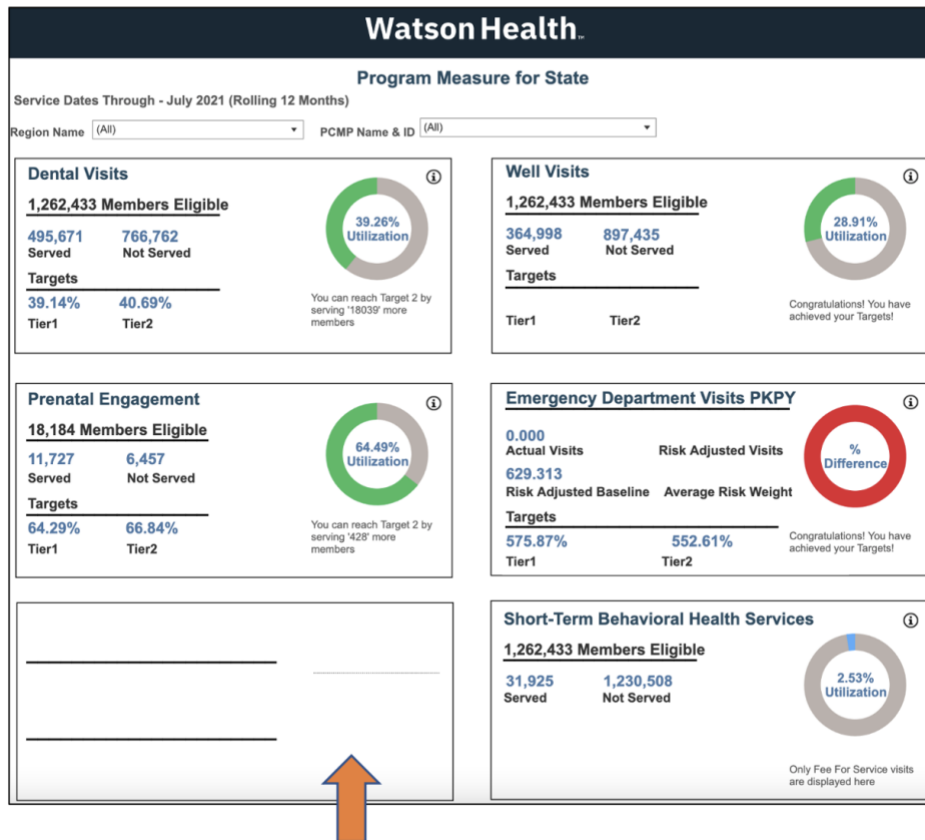 Watson Health™
Program Measure for State
Service Dates Through - July 2021 (Rolling 12 Months)
Region Name (All) PCMP Name & ID (All)
Dental Visits
1,262,433 Members Eligible
495,671 766,762
Served Not Served
Targets
39.14% 40.69%
Tier1 Tier2
39.26%
Utilization
You can reach Target 2 by
serving '18039' more
members
Well Visits
1,262,433 Members Eligible
364,998 897,435
Served Not Served
Targets
Tier1 Tier2
28.91%
Utilization
Congratulations! You have
achieved your Targets!
Prenatal Engagement
18,184 Members Eligible
11,727 6,457
Served Not Served
Targets
64.29% 66.84%
Tier1 Tier2
64.49%
Utilization
You can reach Target 2 by
serving '428' more
members
Emergency Department Visits PKPY
0.000
Actual Visits Risk Adjusted Visits
629.313
Risk Adjusted Baseline Average Risk Weight
Targets
575.87% 552.61%
Tier1 Tier2
%
Difference
Congratulations! You have
achieved your Targets!
Short-Term Behavioral Health Services
1,262,433 Members Eligible
31,925 1,230,508
Served Not Served
2.53%
Utilization
Only Fee For Service visits
are displayed here